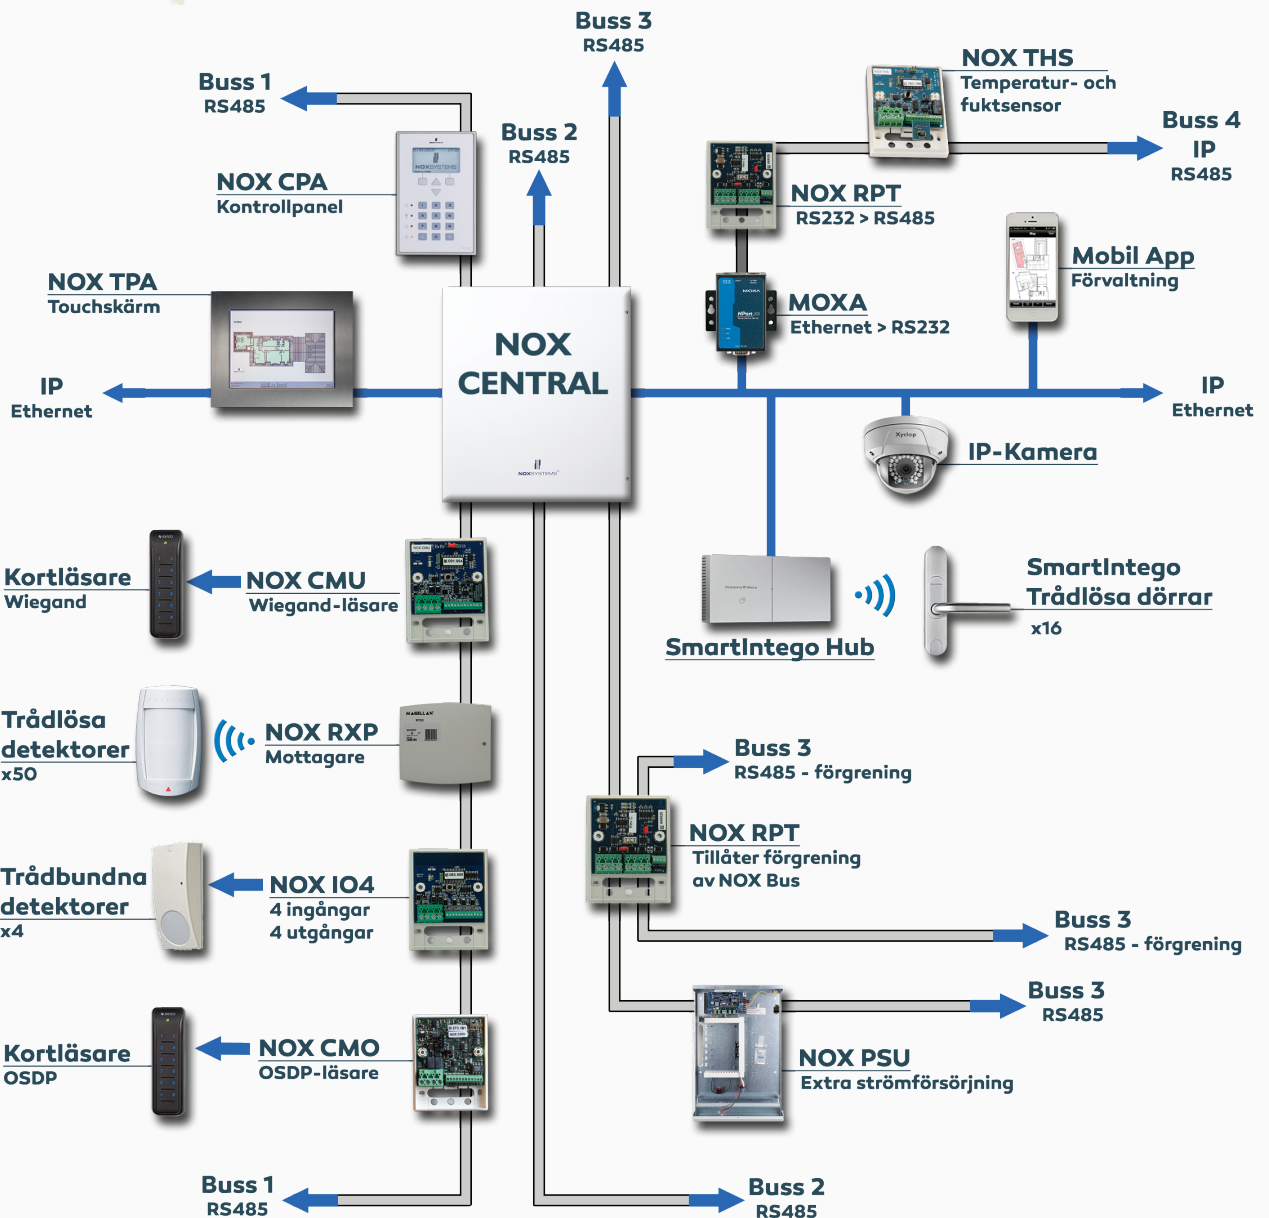 Buss 3
RS485
Buss 1
RS485
Buss 2
RS485
NOX THS
Temperatur- och
fuktsensor
Buss 4
IP
RS485
NOX CPA
Kontrollpanel
NOX RPT
RS232 > RS485
NOX TPA
Touchskärm
MOXA
Ethernet > RS232
MOXA
Mobil App
Förvaltning
NOX
CENTRAL
NOXSYSTEMS
IP
Ethernet
IP
Ethernet
Xyclop
IP-Kamera
Kortläsare
Wiegand
NOX CMU
Wiegand-läsare
SmartIntego Hub
SmartIntego
Trådlösa dörrar
x16
Trådlösa
detektorer
x50
NOX RXP
Mottagare
MAGELLAN
Buss 3
RS485 - förgrening
NOX RPT
Tillåter förgrening
av NOX Bus
Trådbundna
detektorer
x4
NOX IO4
4 ingångar
4 utgångar
Buss 3
RS485 - förgrening
Buss 3
RS485
Kortläsare
OSDP
NOX CMO
OSDP-läsare
NOX PSU
Extra strömförsörjning
Buss 1
RS485
Buss 2
RS485